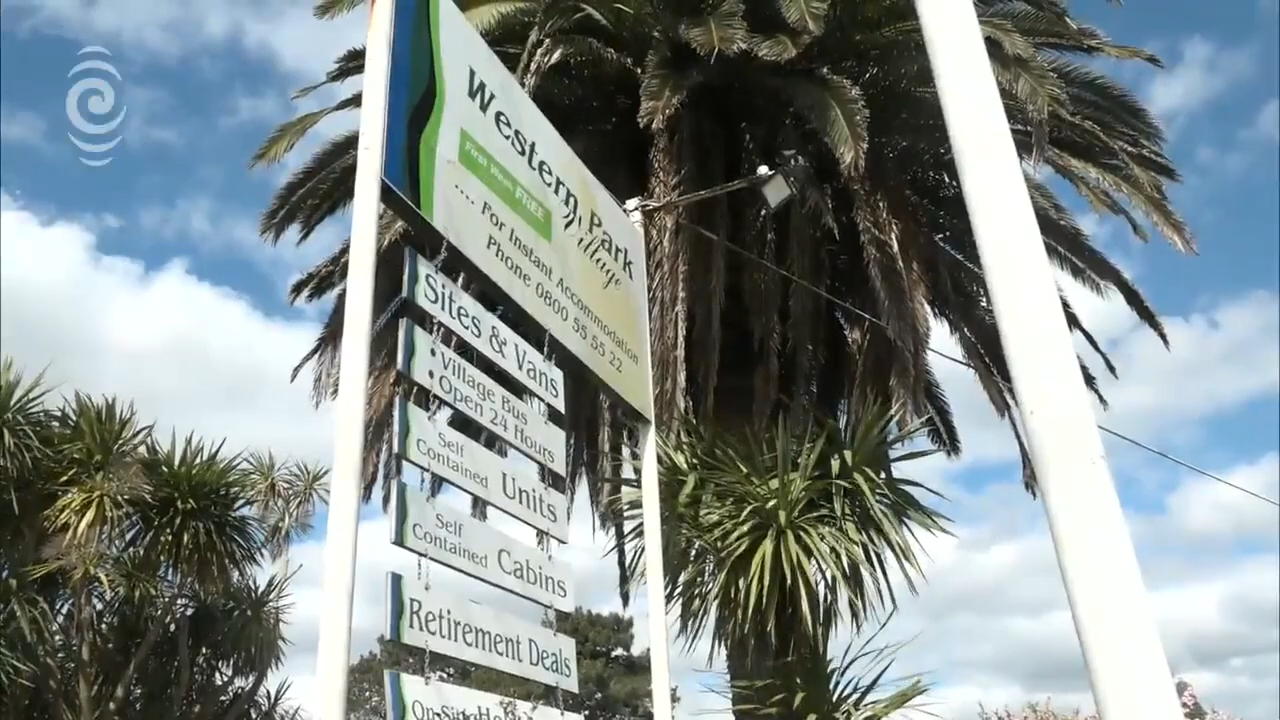 Western Park
Village
First Week FREE
.... For Instant Accommodation
Phone 0800 55 55 22
Sites & Vans
• Village Bus
• Open 24 Hours
Self
Contained Units
Self
Contained Cabins
Retirement Deals